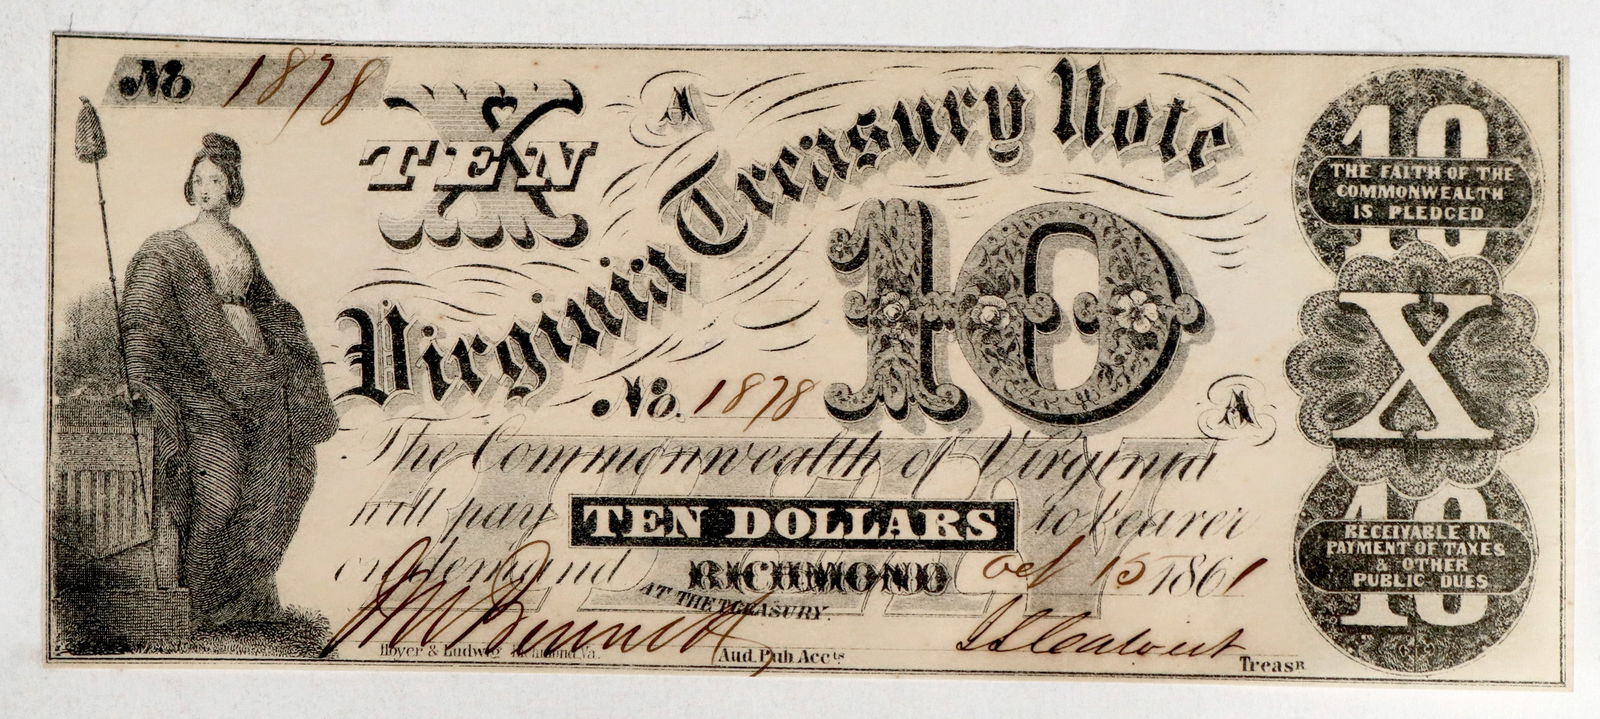 No 1878
X
TEN
A
Virginia Treasury Note
10
No. 1878
A
The Commonwealth of Virginia
will pay TEN DOLLARS to bearer
on demand RICHMOND Oct 15 1861
AT THE TREASURY.
TEN
J M Bennett
Hoyer & Ludwig Richmond, Va.
Aud. Pub. Accts
Treasr
10
THE FAITH OF THE
COMMONWEALTH
IS PLEDGED
X
10
RECEIVABLE IN
PAYMENT OF TAXES
& OTHER
PUBLIC DUES